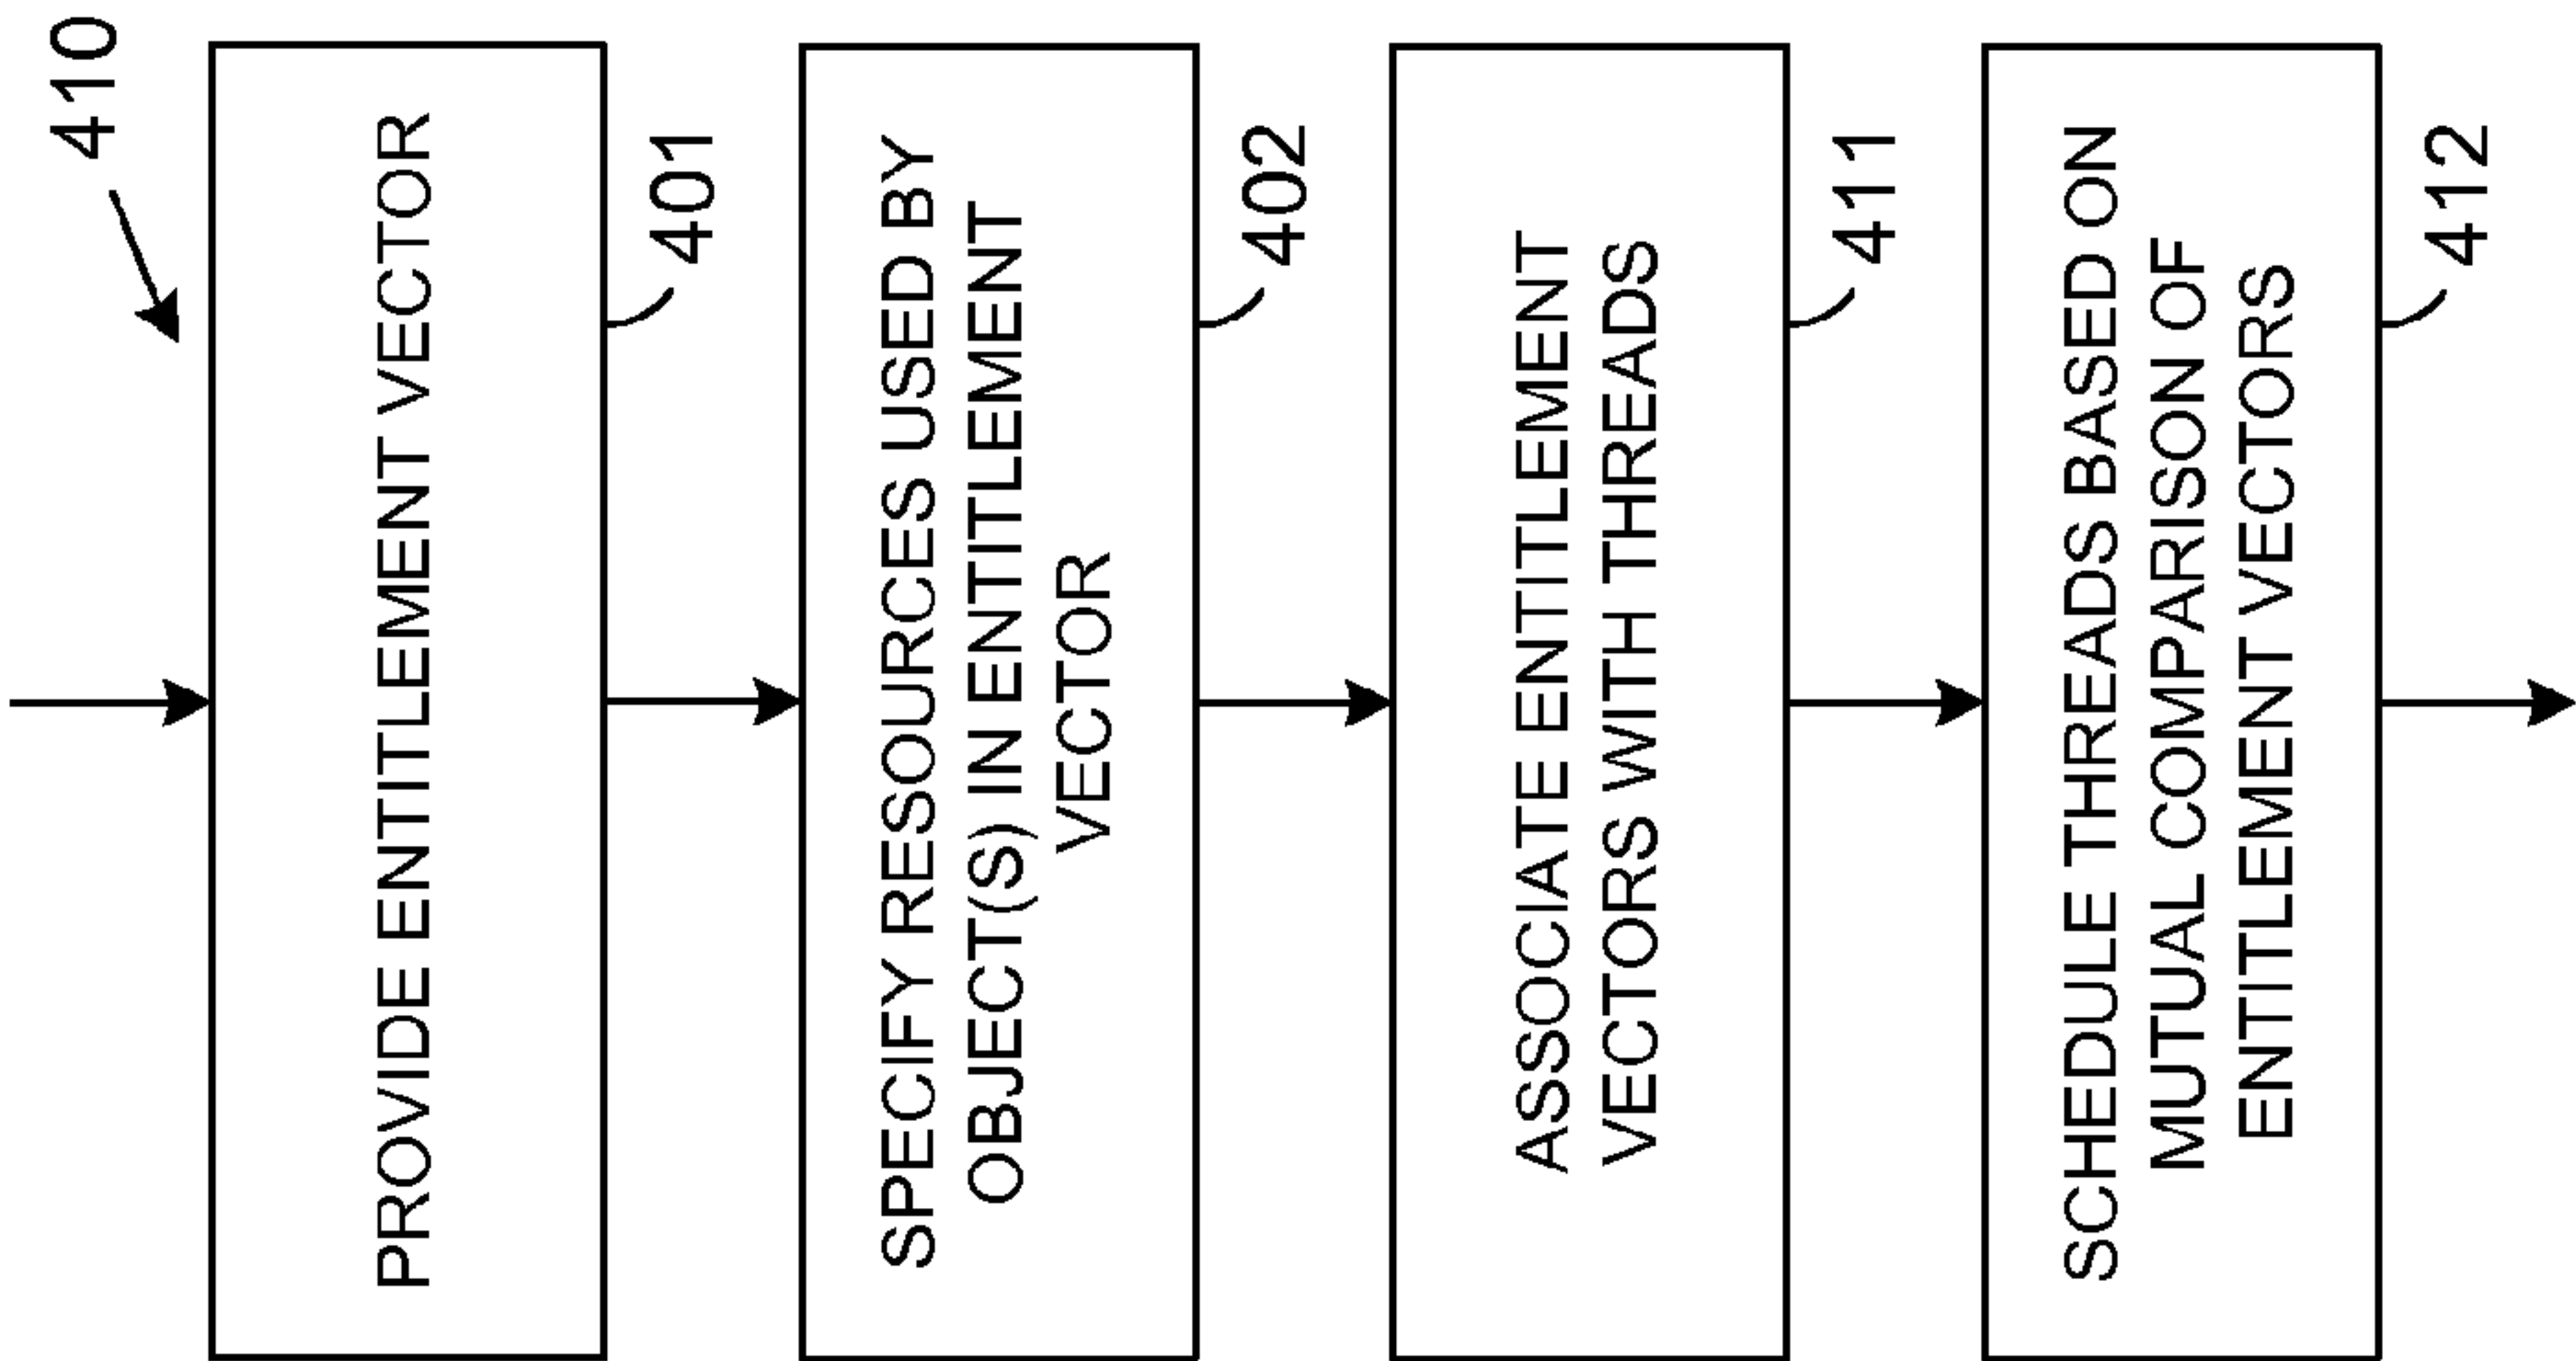 410
PROVIDE ENTITLEMENT VECTOR
401
SPECIFY RESOURCES USED BY
OBJECT(S) IN ENTITLEMENT
VECTOR
402
ASSOCIATE ENTITLEMENT
VECTORS WITH THREADS
411
SCHEDULE THREADS BASED ON
MUTUAL COMPARISON OF
ENTITLEMENT VECTORS
412